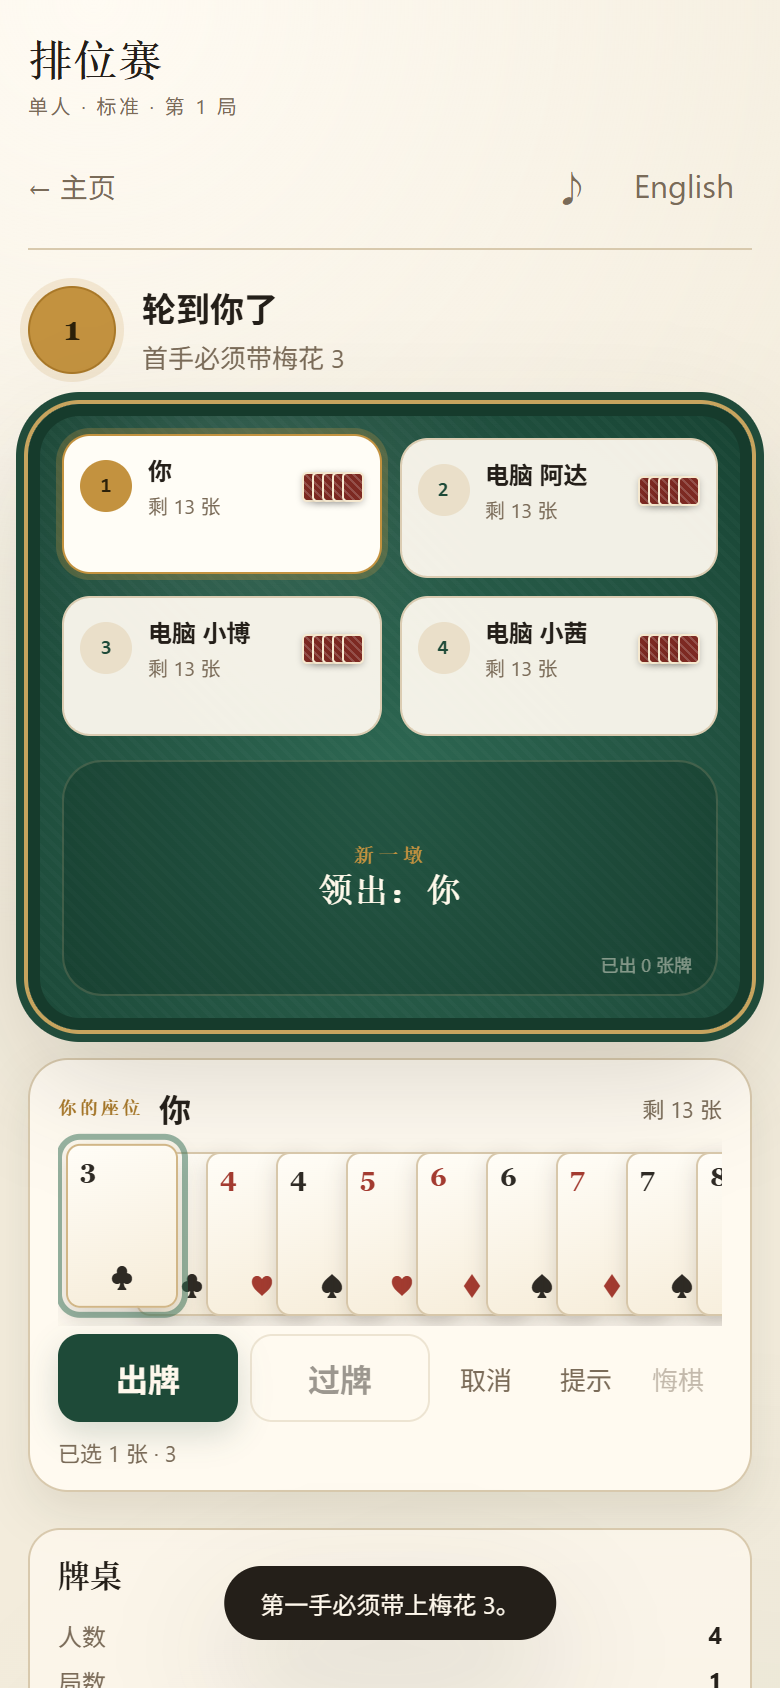 排位赛
单人 · 标准 · 第 1 局
← 主页
♪ English
1
轮到你了
首手必须带梅花 3
1 你
剩 13 张
2 电脑 阿达
剩 13 张
3 电脑 小博
剩 13 张
4 电脑 小茜
剩 13 张
新一墩
领出：你
已出 0 张牌
你的座位 你 剩 13 张
3 4 4 5 6 6 7 7 8
出牌 过牌 取消 提示 悔棋
已选 1 张 · 3
牌桌
人数 4
局数 1
第一手必须带上梅花 3。